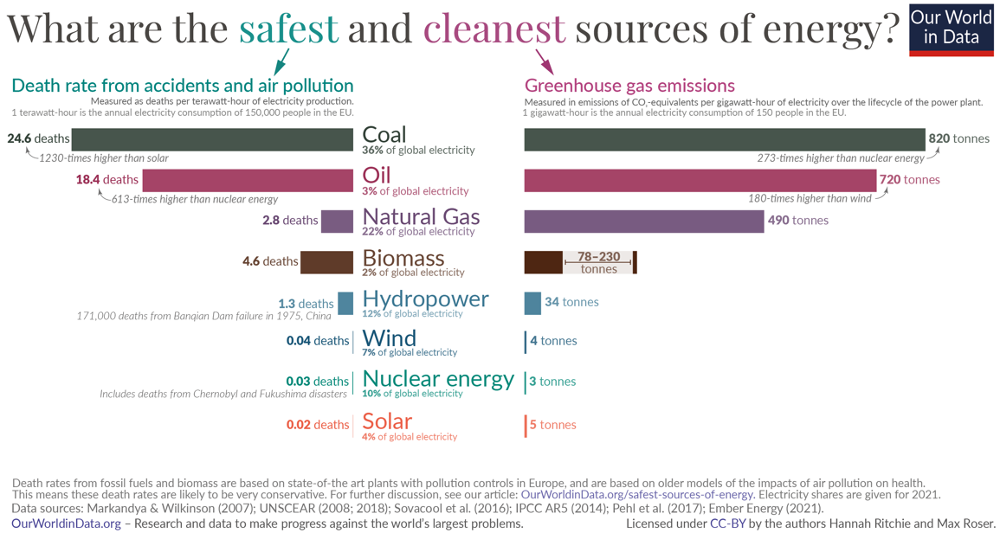 What are the safest and cleanest sources of energy?
Our World
in Data
Death rate from accidents and air pollution
Measured as deaths per terawatt-hour of electricity production.
1 terawatt-hour is the annual electricity consumption of 150,000 people in the EU.
Greenhouse gas emissions
Measured in emissions of CO₂-equivalents per gigawatt-hour of electricity over the lifecycle of the power plant.
1 gigawatt-hour is the annual electricity consumption of 150 people in the EU.
24.6 deaths
1230-times higher than solar
Coal
36% of global electricity
820 tonnes
273-times higher than nuclear energy
18.4 deaths
613-times higher than nuclear energy
Oil
3% of global electricity
720 tonnes
180-times higher than wind
2.8 deaths
Natural Gas
22% of global electricity
490 tonnes
4.6 deaths
Biomass
2% of global electricity
78–230
tonnes
1.3 deaths
171,000 deaths from Banqian Dam failure in 1975, China
Hydropower
12% of global electricity
34 tonnes
0.04 deaths
Wind
7% of global electricity
4 tonnes
0.03 deaths
Includes deaths from Chernobyl and Fukushima disasters
Nuclear energy
10% of global electricity
3 tonnes
0.02 deaths
Solar
4% of global electricity
5 tonnes
Death rates from fossil fuels and biomass are based on state-of-the art plants with pollution controls in Europe, and are based on older models of the impacts of air pollution on health.
This means these death rates are likely to be very conservative. For further discussion, see our article: OurWorldinData.org/safest-sources-of-energy. Electricity shares are given for 2021.
Data sources: Markandya & Wilkinson (2007); UNSCEAR (2008; 2018); Sovacool et al. (2016); IPCC AR5 (2014); Pehl et al. (2017); Ember Energy (2021).
OurWorldinData.org – Research and data to make progress against the world's largest problems.
Licensed under CC-BY by the authors Hannah Ritchie and Max Roser.